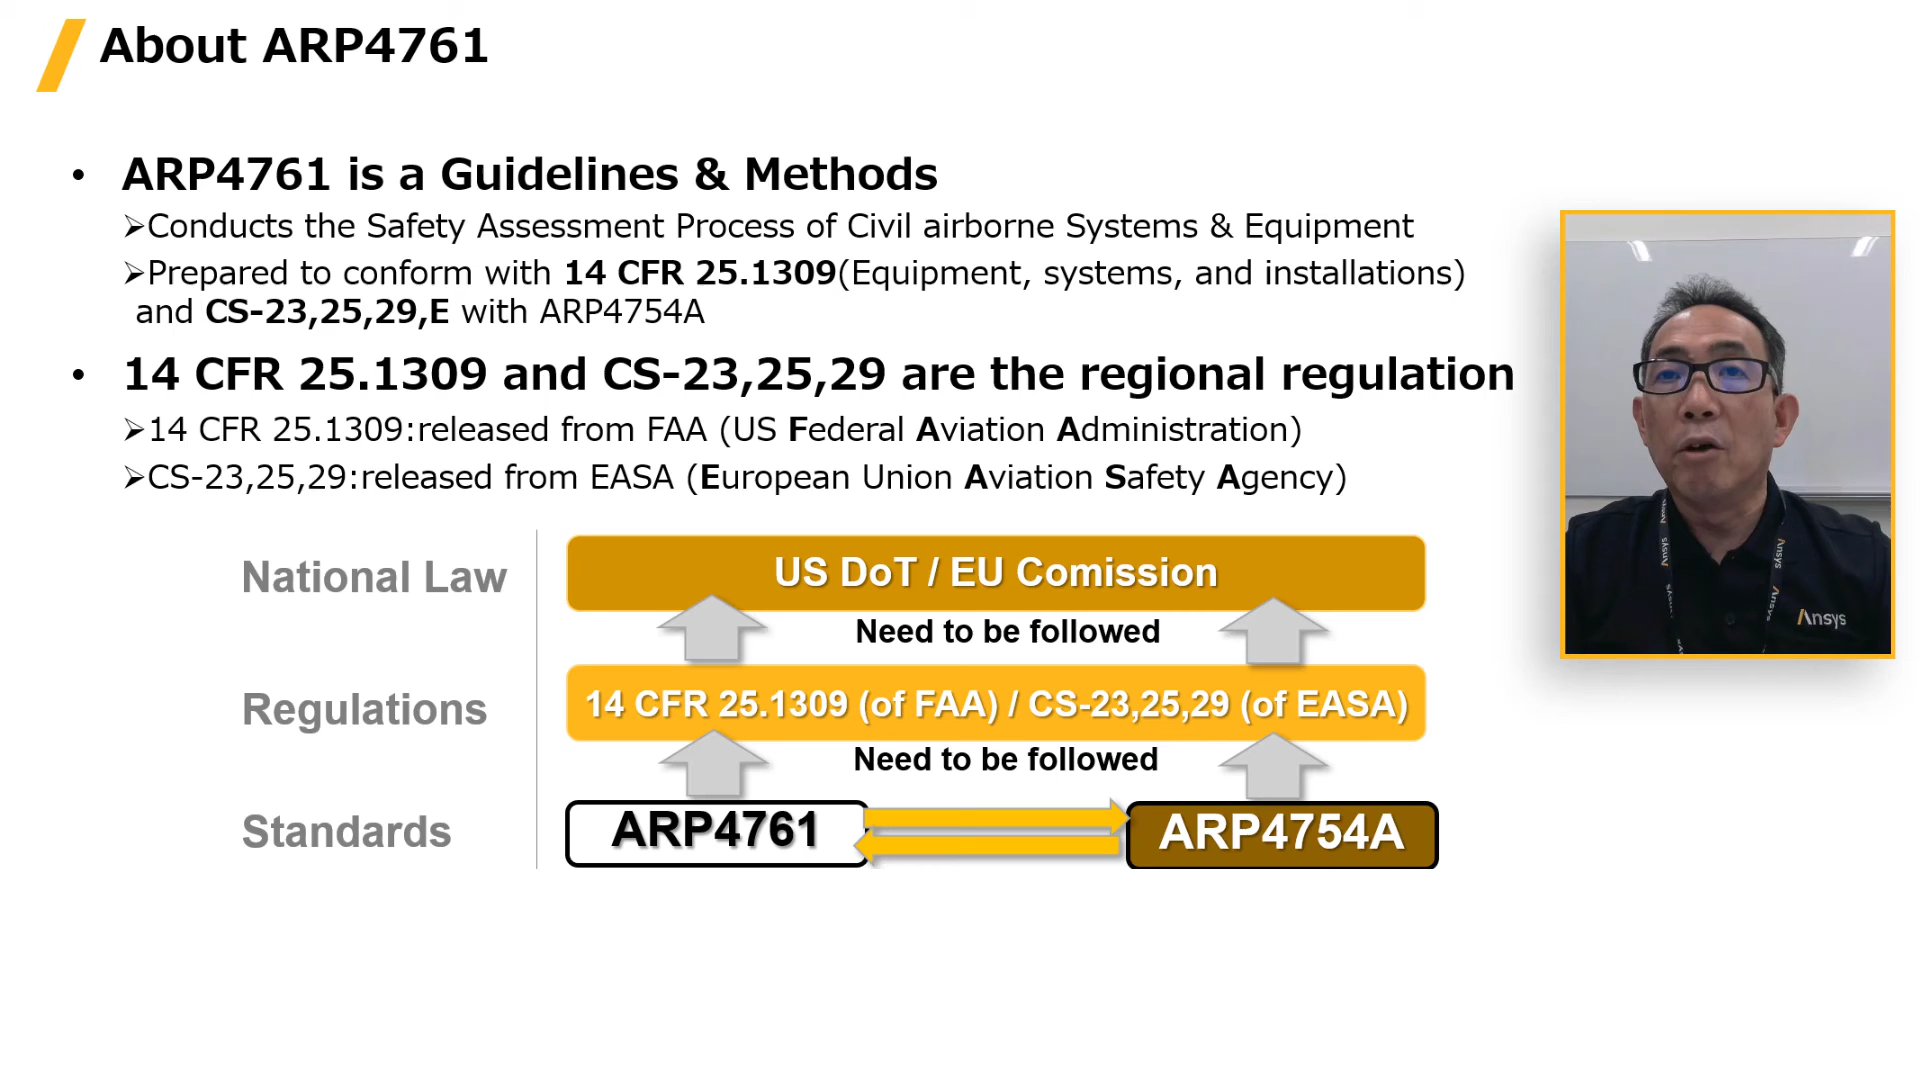 About ARP4761
• ARP4761 is a Guidelines & Methods
➢Conducts the Safety Assessment Process of Civil airborne Systems & Equipment
➢Prepared to conform with 14 CFR 25.1309(Equipment, systems, and installations)
and CS-23,25,29,E with ARP4754A
• 14 CFR 25.1309 and CS-23,25,29 are the regional regulation
➢14 CFR 25.1309:released from FAA (US Federal Aviation Administration)
➢CS-23,25,29:released from EASA (European Union Aviation Safety Agency)
National Law
US DoT / EU Comission
Need to be followed
Regulations
14 CFR 25.1309 (of FAA) / CS-23,25,29 (of EASA)
Need to be followed
Standards
ARP4761
ARP4754A
Ansys
Ansys